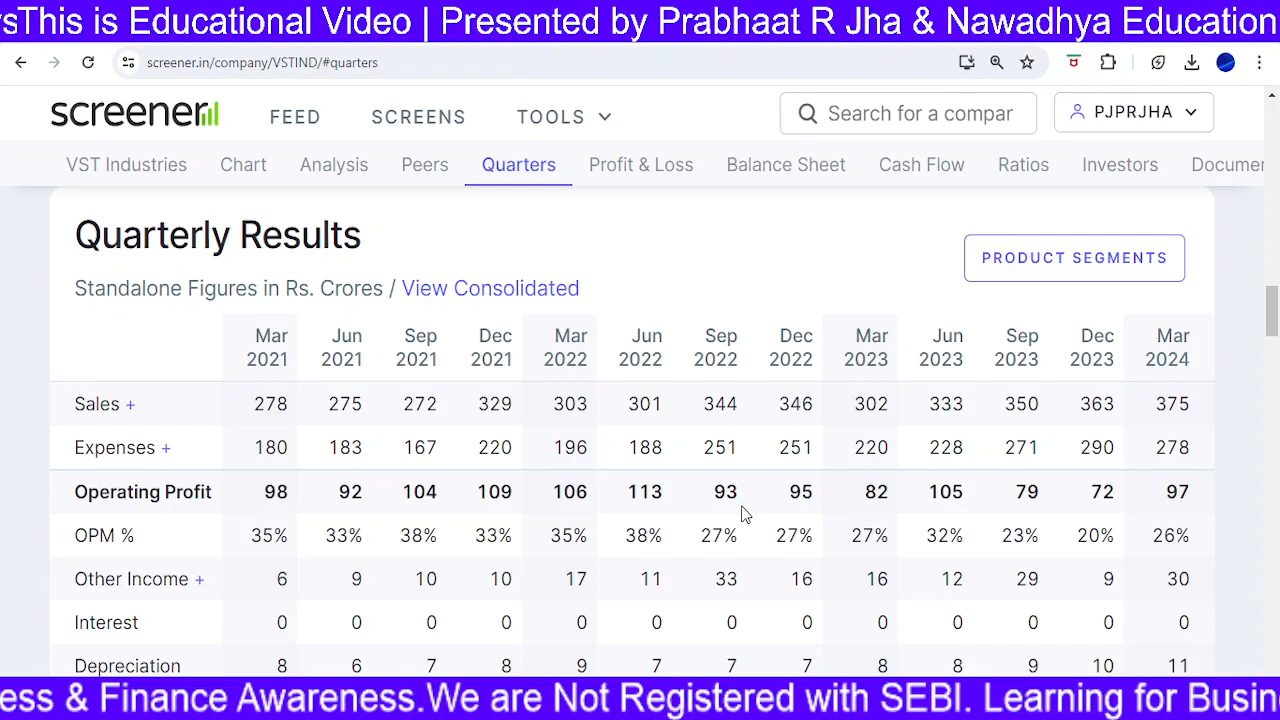 sThis is Educational Video | Presented by Prabhaat R Jha & Nawadhya Education
screener.in/company/VSTIND/#quarters
screener FEED SCREENS TOOLS Search for a compar PJPRJHA
VST Industries Chart Analysis Peers Quarters Profit & Loss Balance Sheet Cash Flow Ratios Investors Documen
Quarterly Results
PRODUCT SEGMENTS
Standalone Figures in Rs. Crores / View Consolidated
Mar 2021 Jun 2021 Sep 2021 Dec 2021 Mar 2022 Jun 2022 Sep 2022 Dec 2022 Mar 2023 Jun 2023 Sep 2023 Dec 2023 Mar 2024
Sales + 278 275 272 329 303 301 344 346 302 333 350 363 375
Expenses + 180 183 167 220 196 188 251 251 220 228 271 290 278
Operating Profit 98 92 104 109 106 113 93 95 82 105 79 72 97
OPM % 35% 33% 38% 33% 35% 38% 27% 27% 27% 32% 23% 20% 26%
Other Income + 6 9 10 10 17 11 33 16 16 12 29 9 30
Interest 0 0 0 0 0 0 0 0 0 0 0 0 0
Depreciation 8 6 7 8 9 7 7 7 8 8 9 10 11
ess & Finance Awareness.We are Not Registered with SEBI. Learning for Busin